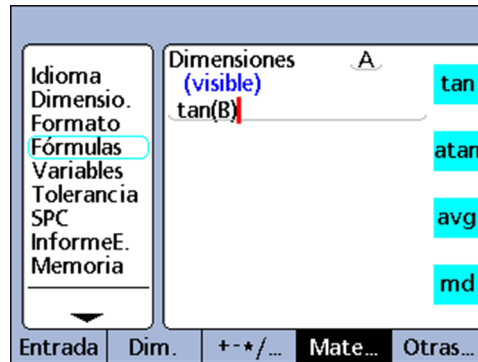 Idioma
Dimensio.
Formato
Fórmulas
Variables
Tolerancia
SPC
InformeE.
Memoria
Dimensiones A
(visible)
tan(B)
tan
atan
avg
md
Entrada Dim. +-*/... Mate... Otras...